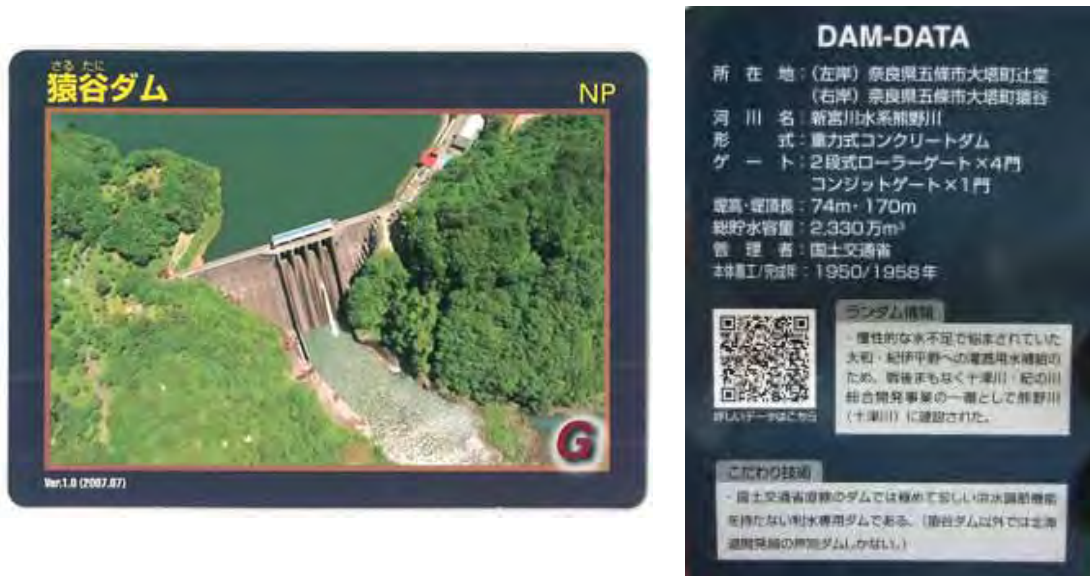 さる たに
猿谷ダム
NP
G
Ver.1.0 (2007.07)
DAM-DATA
所在地：（左岸）奈良県五條市大塔町辻堂
（右岸）奈良県五條市大塔町猿谷
河川名：新宮川水系熊野川
形式：重力式コンクリートダム
ゲート：2段式ローラーゲート×4門
コンジットゲート×1門
堤高・堤頂長：74m・170m
総貯水容量：2,330万m³
管理者：国土交通省
本体着工/完成年：1950/1958年
ランダム情報
・慢性的な水不足で悩まされていた
大和・紀伊平野への灌漑用水補給の
ため、戦後まもなく十津川・紀の川
総合開発事業の一環として熊野川
（十津川）に建設された。
詳しいデータはこちら
こだわり技術
・国土交通省直轄のダムでは極めて珍しい洪水調節機能
を持たない利水専用ダムである。（猿谷ダム以外では北海
道開発局の ダムしかない。）